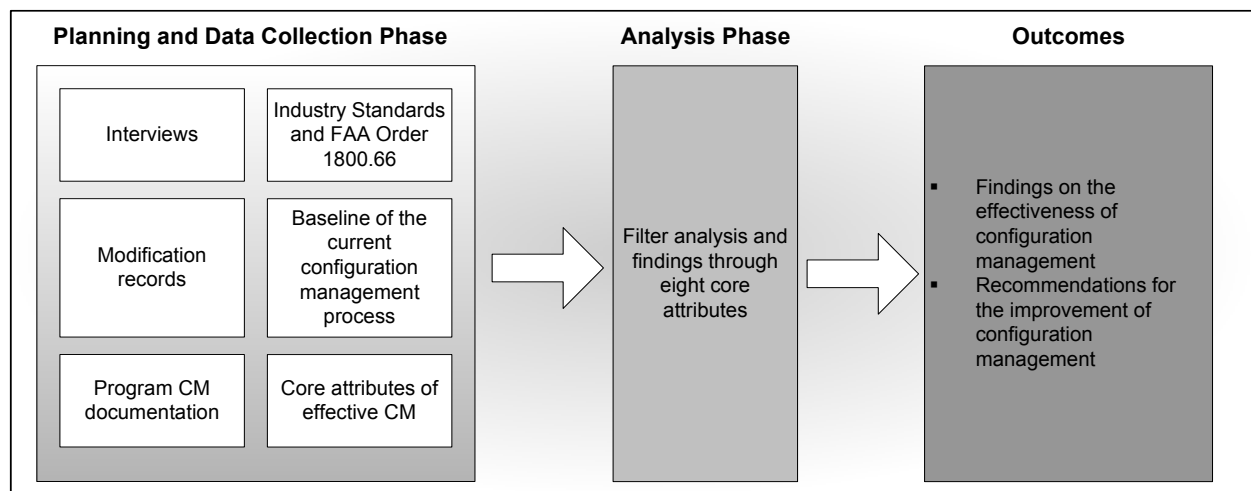 Planning and Data Collection Phase
Interviews
Industry Standards
and FAA Order
1800.66
Modification
records
Baseline of the
current
configuration
management
process
Program CM
documentation
Core attributes of
effective CM
Analysis Phase
Filter analysis and
findings through
eight core
attributes
Outcomes
▪ Findings on the
effectiveness of
configuration
management
▪ Recommendations for
the improvement of
configuration
management